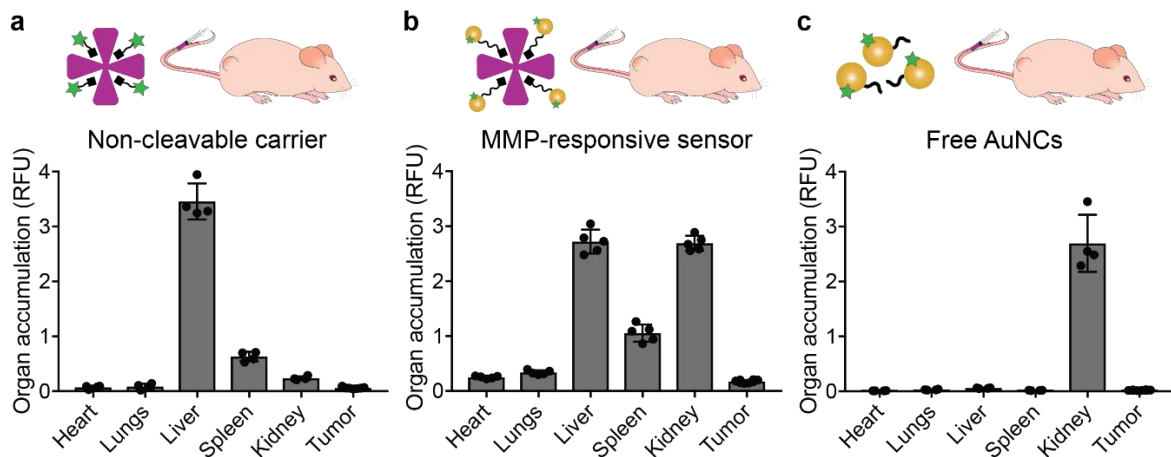 a
Non-cleavable carrier
Organ accumulation (RFU)
4
3
2
1
0
Heart
Lungs
Liver
Spleen
Kidney
Tumor
b
MMP-responsive sensor
Organ accumulation (RFU)
4
3
2
1
0
Heart
Lungs
Liver
Spleen
Kidney
Tumor
c
Free AuNCs
Organ accumulation (RFU)
4
3
2
1
0
Heart
Lungs
Liver
Spleen
Kidney
Tumor